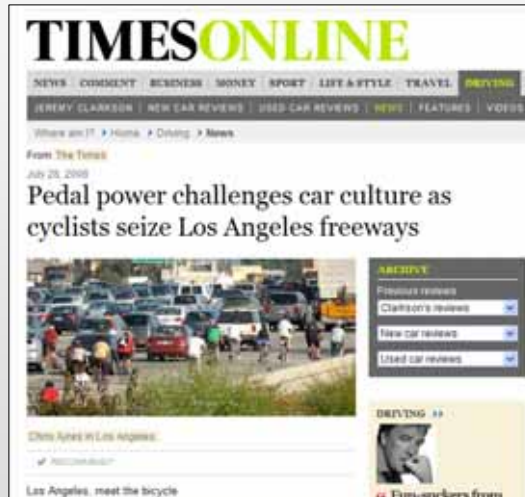 TIMESONLINE
NEWS COMMENT BUSINESS MONEY SPORT LIFE & STYLE TRAVEL DRIVING
JEREMY CLARKSON NEW CAR REVIEWS USED CAR REVIEWS NEWS FEATURES VIDEOS
Where am I? Home Driving News
From The Times
Pedal power challenges car culture as
cyclists seize Los Angeles freeways
ARCHIVE
Previous reviews
Clarkson's reviews
New car reviews
Used car reviews
DRIVING
Chris Ayres in Los Angeles
RECOMMEND?
Los Angeles, meet the bicycle
“ Fun-suckers from